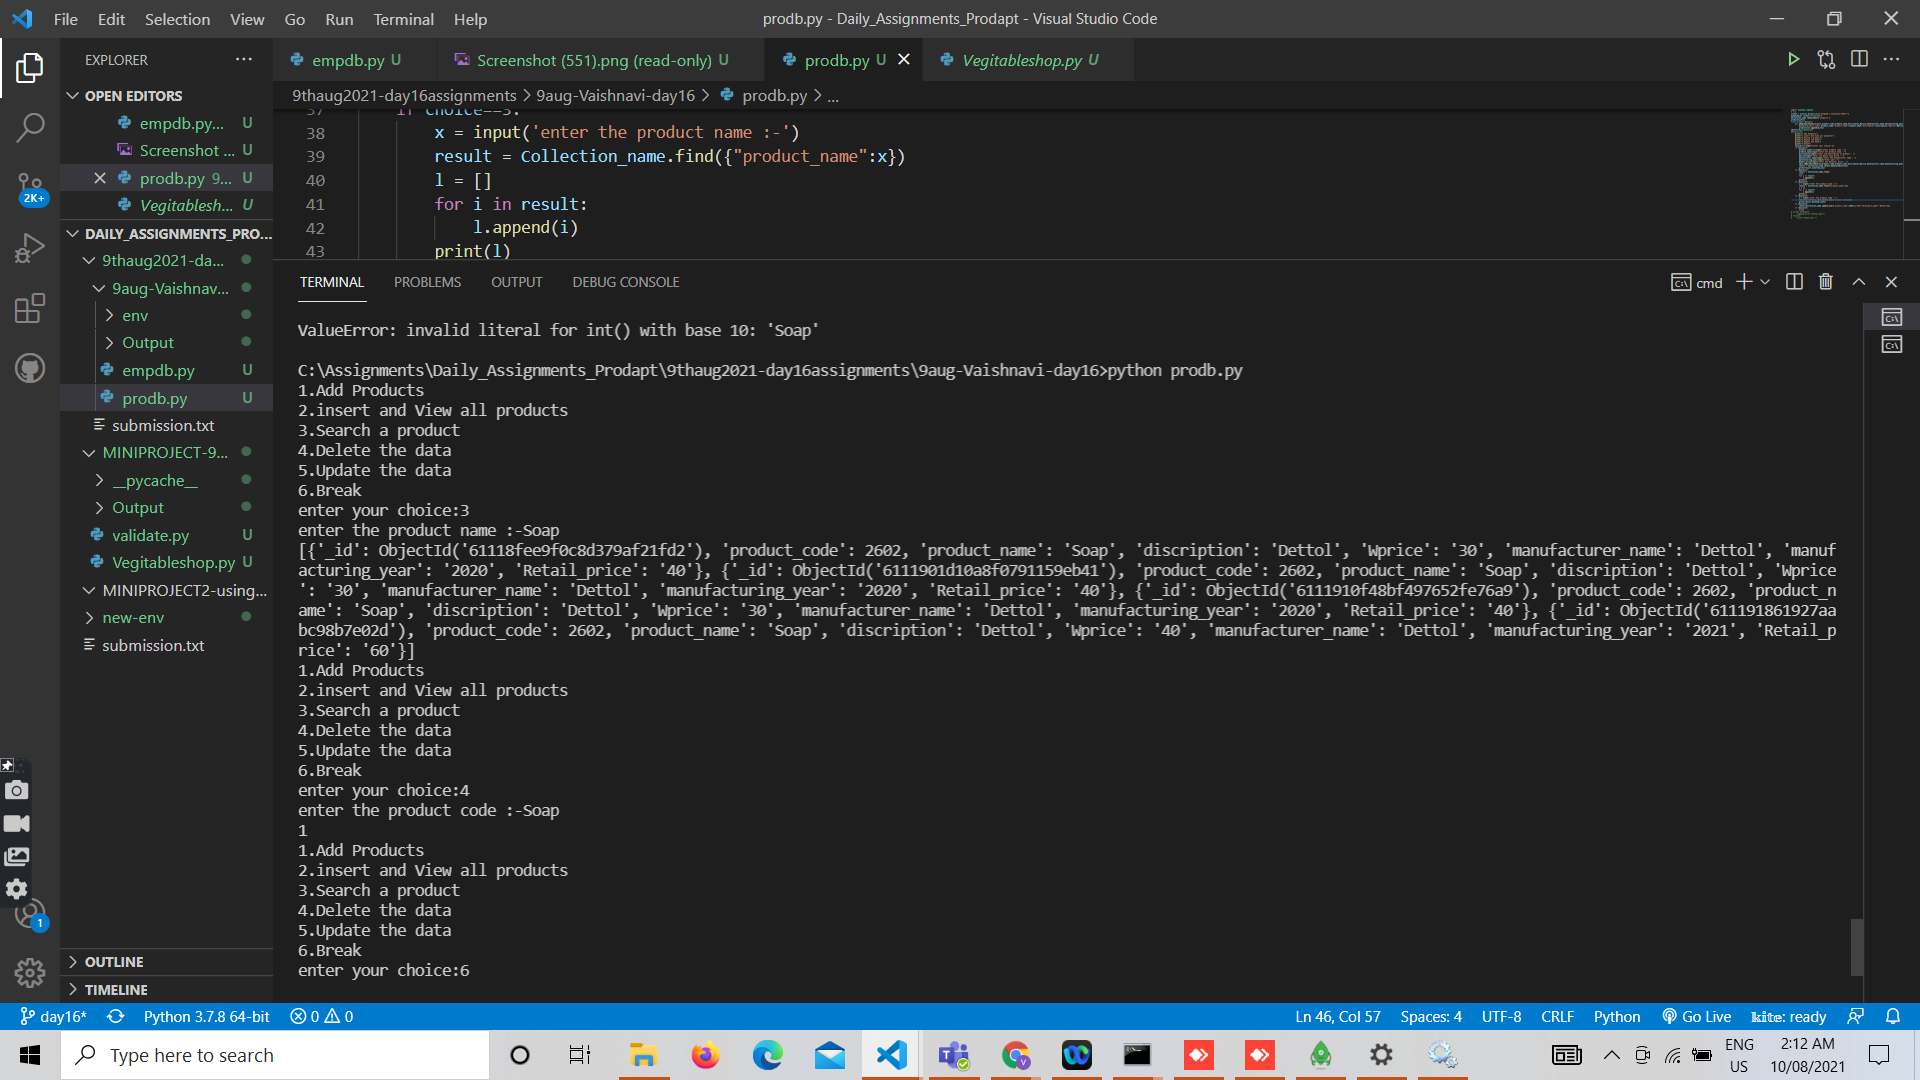 File Edit Selection View Go Run Terminal Help
prodb.py - Daily_Assignments_Prodapt - Visual Studio Code
EXPLORER ...
empdb.py U
Screenshot (551).png (read-only) U
prodb.py U
Vegitableshop.py U
OPEN EDITORS
empdb.py... U
Screenshot ... U
prodb.py 9... U
Vegitablesh... U
DAILY_ASSIGNMENTS_PRO...
9thaug2021-da...
9aug-Vaishnav...
env
Output
empdb.py U
prodb.py U
submission.txt
MINIPROJECT-9...
__pycache__
Output
validate.py U
Vegitableshop.py U
MINIPROJECT2-using...
new-env
submission.txt
OUTLINE
TIMELINE
2K+
1
9thaug2021-day16assignments > 9aug-Vaishnavi-day16 > prodb.py > ...
37 if choice==3:
38 x = input('enter the product name :-')
39 result = Collection_name.find({"product_name":x})
40 l = []
41 for i in result:
42 l.append(i)
43 print(l)
TERMINAL PROBLEMS OUTPUT DEBUG CONSOLE
cmd
ValueError: invalid literal for int() with base 10: 'Soap'
C:\Assignments\Daily_Assignments_Prodapt\9thaug2021-day16assignments\9aug-Vaishnavi-day16>python prodb.py
1.Add Products
2.insert and View all products
3.Search a product
4.Delete the data
5.Update the data
6.Break
enter your choice:3
enter the product name :-Soap
[{'_id': ObjectId('61118fee9f0c8d379af21fd2'), 'product_code': 2602, 'product_name': 'Soap', 'discription': 'Dettol', 'Wprice': '30', 'manufacturer_name': 'Dettol', 'manuf
acturing_year': '2020', 'Retail_price': '40'}, {'_id': ObjectId('6111901d10a8f0791159eb41'), 'product_code': 2602, 'product_name': 'Soap', 'discription': 'Dettol', 'Wprice
': '30', 'manufacturer_name': 'Dettol', 'manufacturing_year': '2020', 'Retail_price': '40'}, {'_id': ObjectId('6111910f48bf497652fe76a9'), 'product_code': 2602, 'product_n
ame': 'Soap', 'discription': 'Dettol', 'Wprice': '30', 'manufacturer_name': 'Dettol', 'manufacturing_year': '2020', 'Retail_price': '40'}, {'_id': ObjectId('611191861927aa
bc98b7e02d'), 'product_code': 2602, 'product_name': 'Soap', 'discription': 'Dettol', 'Wprice': '40', 'manufacturer_name': 'Dettol', 'manufacturing_year': '2021', 'Retail_p
rice': '60'}]
1.Add Products
2.insert and View all products
3.Search a product
4.Delete the data
5.Update the data
6.Break
enter your choice:4
enter the product code :-Soap
1
1.Add Products
2.insert and View all products
3.Search a product
4.Delete the data
5.Update the data
6.Break
enter your choice:6
day16* Python 3.7.8 64-bit 0 0
Ln 46, Col 57 Spaces: 4 UTF-8 CRLF Python Go Live kite: ready
Type here to search
ENG
US
2:12 AM
10/08/2021